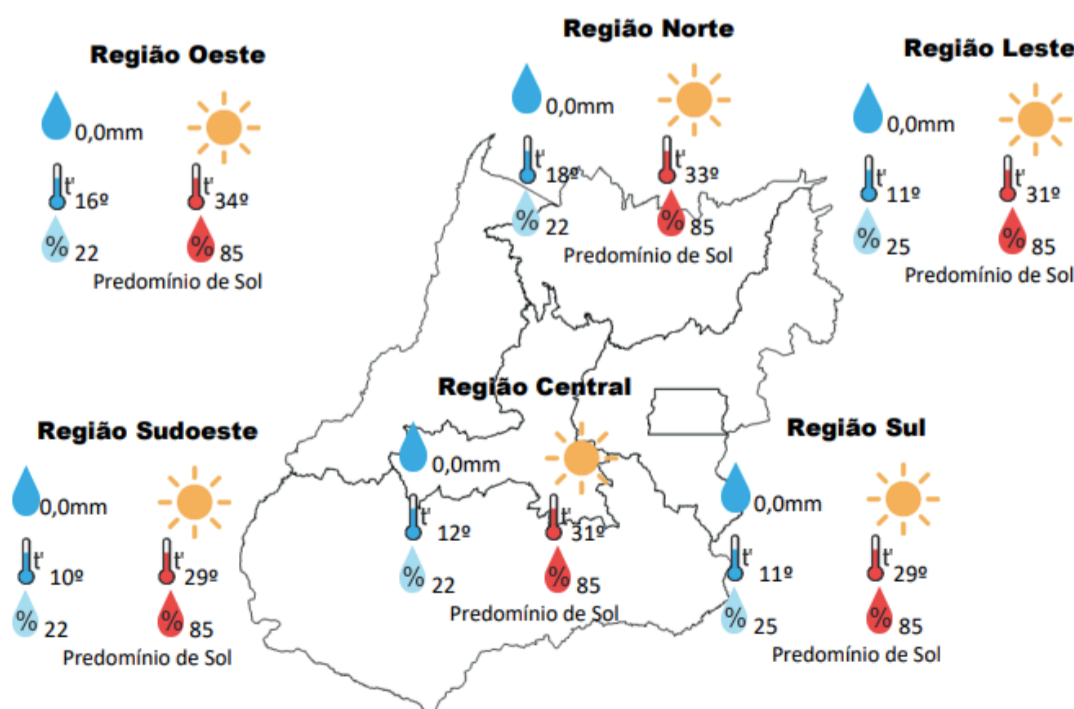 Região Oeste
0,0mm
t'
16º
t'
34º
%
22
%
85
Predomínio de Sol
Região Norte
0,0mm
t'
18º
t'
33º
%
22
%
85
Predomínio de Sol
Região Leste
0,0mm
t'
11º
t'
31º
%
25
%
85
Predomínio de Sol
Região Sudoeste
0,0mm
t'
10º
t'
29º
%
22
%
85
Predomínio de Sol
Região Central
0,0mm
t'
12º
t'
31º
%
22
%
85
Predomínio de Sol
Região Sul
0,0mm
t'
11º
t'
29º
%
25
%
85
Predomínio de Sol